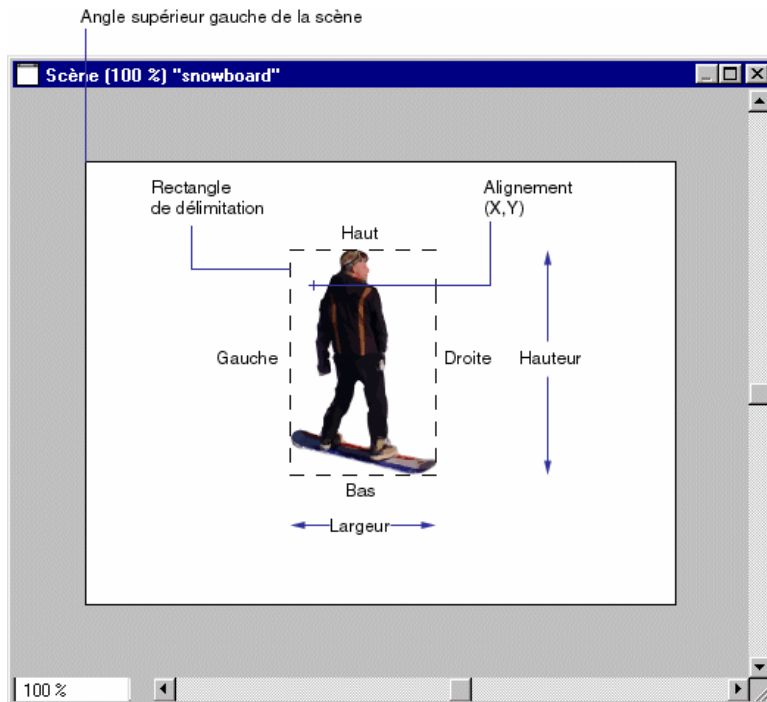 Angle supérieur gauche de la scène
Scène (100 %) "snowboard"
Rectangle
de délimitation
Alignement
(X,Y)
Haut
Gauche
Droite
Hauteur
Bas
Largeur
100 %